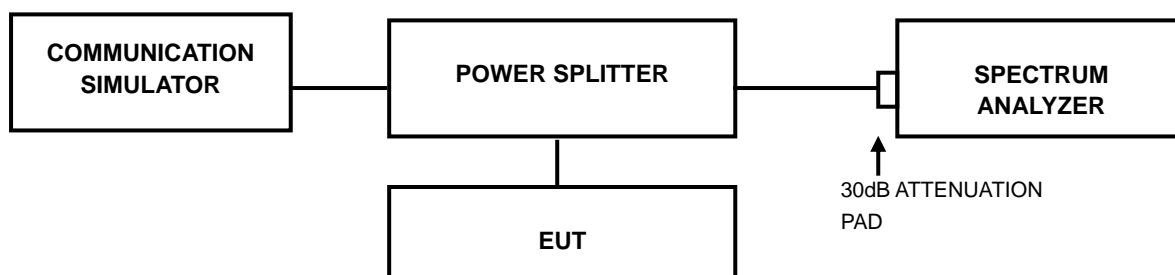 COMMUNICATION
SIMULATOR
POWER SPLITTER
SPECTRUM
ANALYZER
30dB ATTENUATION
PAD
EUT